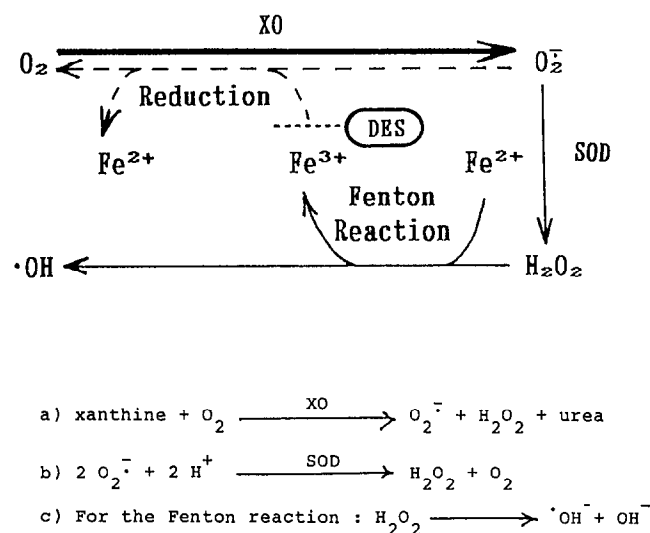 XO
O₂ O₂⁻·
Reduction
DES
Fe²⁺ Fe³⁺ Fe²⁺ SOD
Fenton
Reaction
·OH H₂O₂
a) xanthine + O₂ XO O₂⁻· + H₂O₂ + urea
b) 2 O₂⁻· + 2 H⁺ SOD H₂O₂ + O₂
c) For the Fenton reaction : H₂O₂ ·OH⁻ + OH⁻